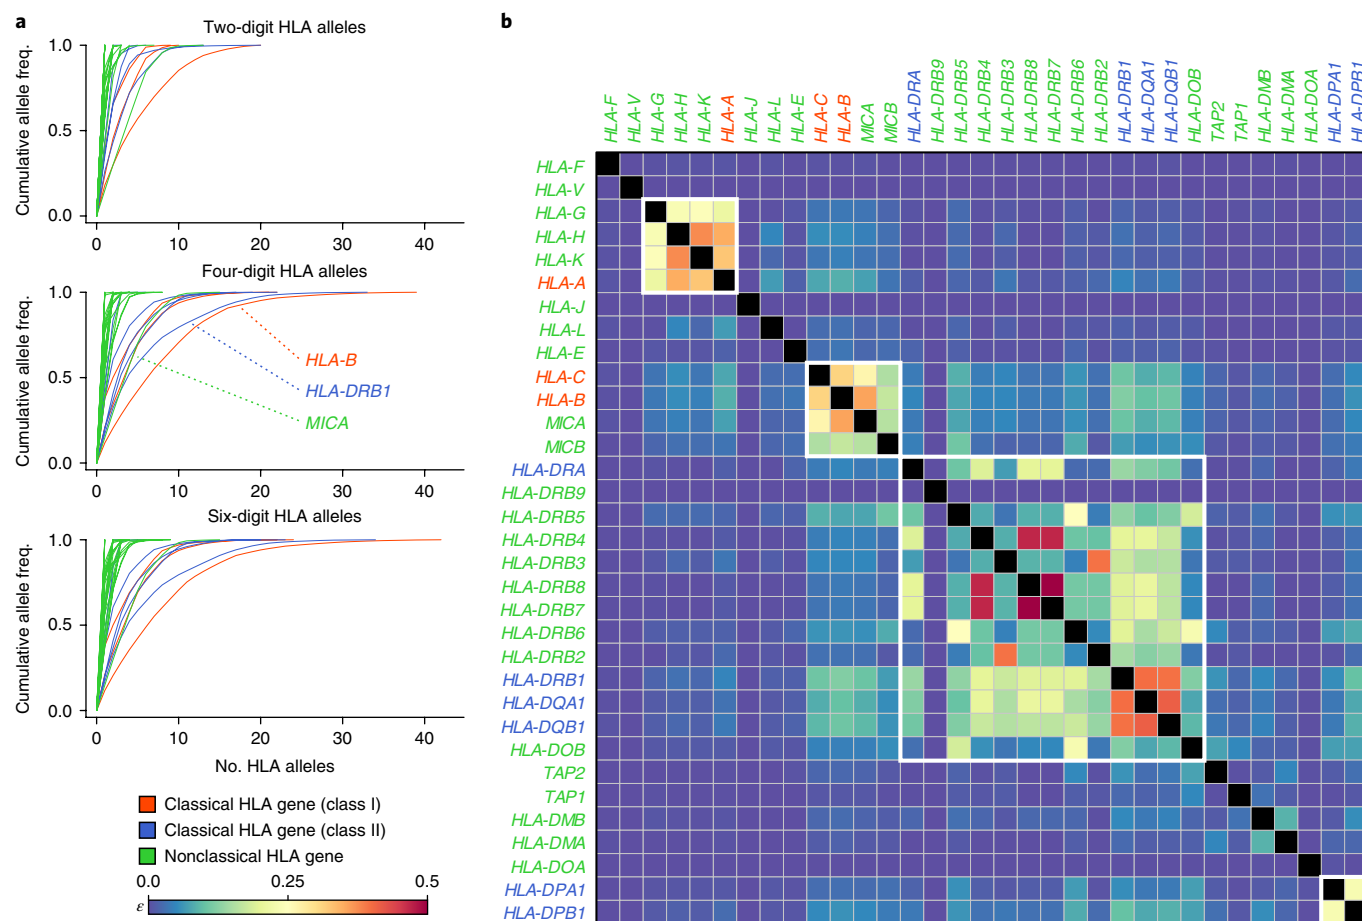 a
Two-digit HLA alleles
Cumulative allele freq.
1.0
0.5
0.0
0 10 20 30 40
Four-digit HLA alleles
Cumulative allele freq.
1.0
0.5
0.0
HLA-B
HLA-DRB1
MICA
0 10 20 30 40
Six-digit HLA alleles
Cumulative allele freq.
1.0
0.5
0.0
0 10 20 30 40
No. HLA alleles
Classical HLA gene (class I)
Classical HLA gene (class II)
Nonclassical HLA gene
0.0 0.25 0.5
ε
b
HLA-F
HLA-V
HLA-G
HLA-H
HLA-K
HLA-A
HLA-J
HLA-L
HLA-E
HLA-C
HLA-B
MICA
MICB
HLA-DRA
HLA-DRB9
HLA-DRB5
HLA-DRB4
HLA-DRB3
HLA-DRB8
HLA-DRB7
HLA-DRB6
HLA-DRB2
HLA-DRB1
HLA-DQA1
HLA-DQB1
HLA-DOB
TAP2
TAP1
HLA-DMB
HLA-DMA
HLA-DOA
HLA-DPA1
HLA-DPB1
HLA-F
HLA-V
HLA-G
HLA-H
HLA-K
HLA-A
HLA-J
HLA-L
HLA-E
HLA-C
HLA-B
MICA
MICB
HLA-DRA
HLA-DRB9
HLA-DRB5
HLA-DRB4
HLA-DRB3
HLA-DRB8
HLA-DRB7
HLA-DRB6
HLA-DRB2
HLA-DRB1
HLA-DQA1
HLA-DQB1
HLA-DOB
TAP2
TAP1
HLA-DMB
HLA-DMA
HLA-DOA
HLA-DPA1
HLA-DPB1